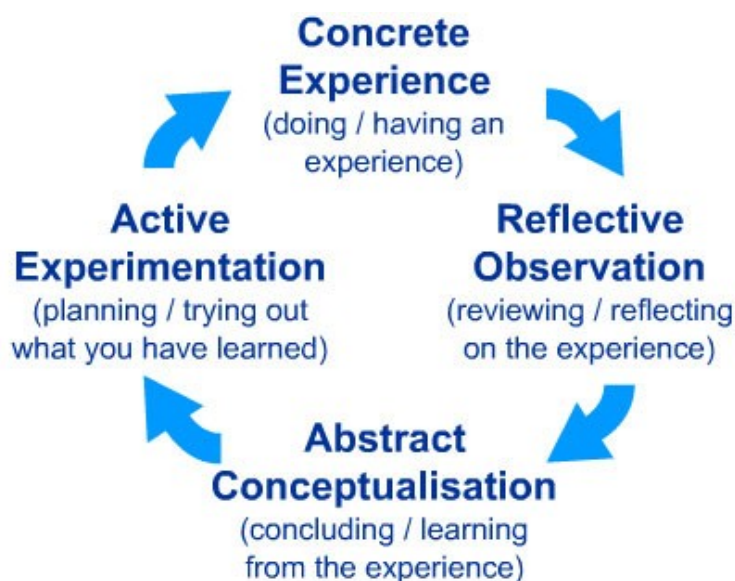 Concrete
Experience
(doing / having an
experience)
Reflective
Observation
(reviewing / reflecting
on the experience)
Abstract
Conceptualisation
(concluding / learning
from the experience)
Active
Experimentation
(planning / trying out
what you have learned)